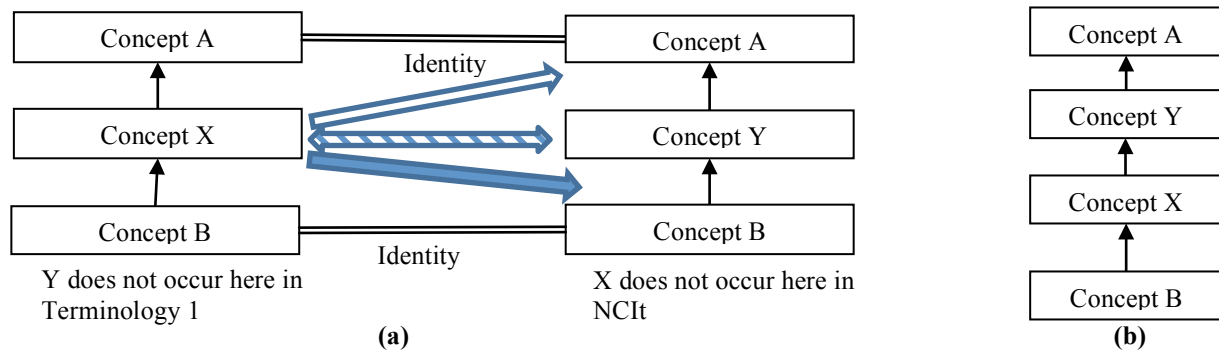 Concept A
Concept A
Identity
Concept X
Concept Y
Concept B
Concept B
Identity
Y does not occur here in
Terminology 1
X does not occur here in
NCIt
(a)
Concept A
Concept Y
Concept X
Concept B
(b)